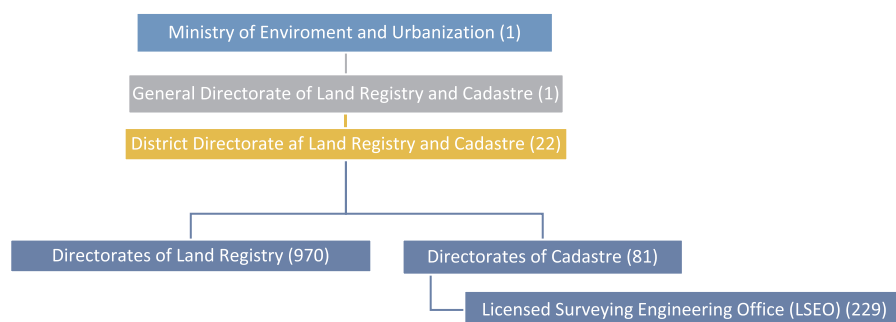 Ministry of Enviroment and Urbanization (1)
General Directorate of Land Registry and Cadastre (1)
District Directorate af Land Registry and Cadastre (22)
Directorates of Land Registry (970)
Directorates of Cadastre (81)
Licensed Surveying Engineering Office (LSEO) (229)